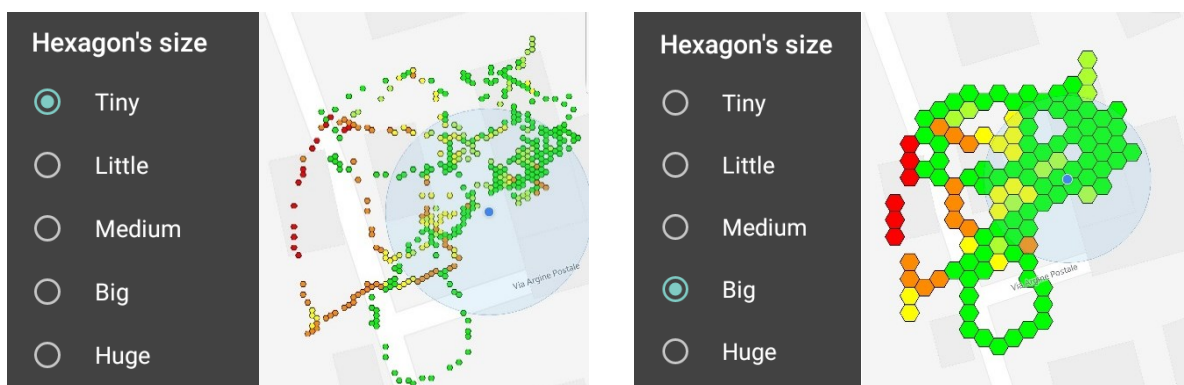 Hexagon's size
Tiny
Little
Medium
Big
Huge
Via Argine Postale
Hexagon's size
Tiny
Little
Medium
Big
Huge
Via Argine Postale